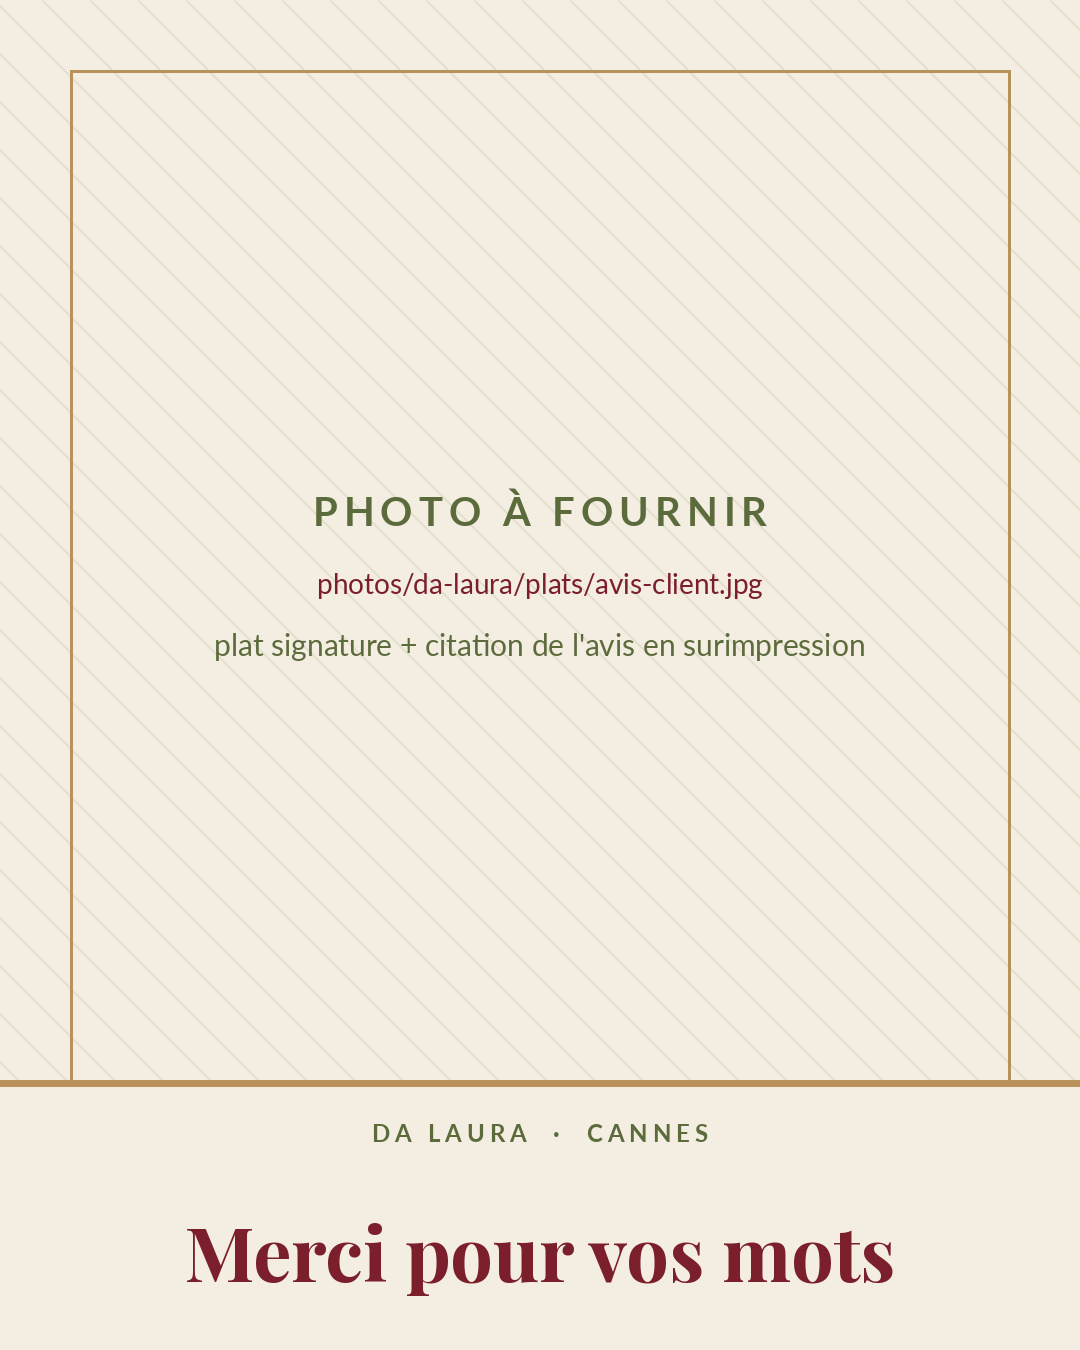 PHOTO À FOURNIR
photos/da-laura/plats/avis-client.jpg
plat signature + citation de l'avis en surimpression
DA LAURA · CANNES
Merci pour vos mots